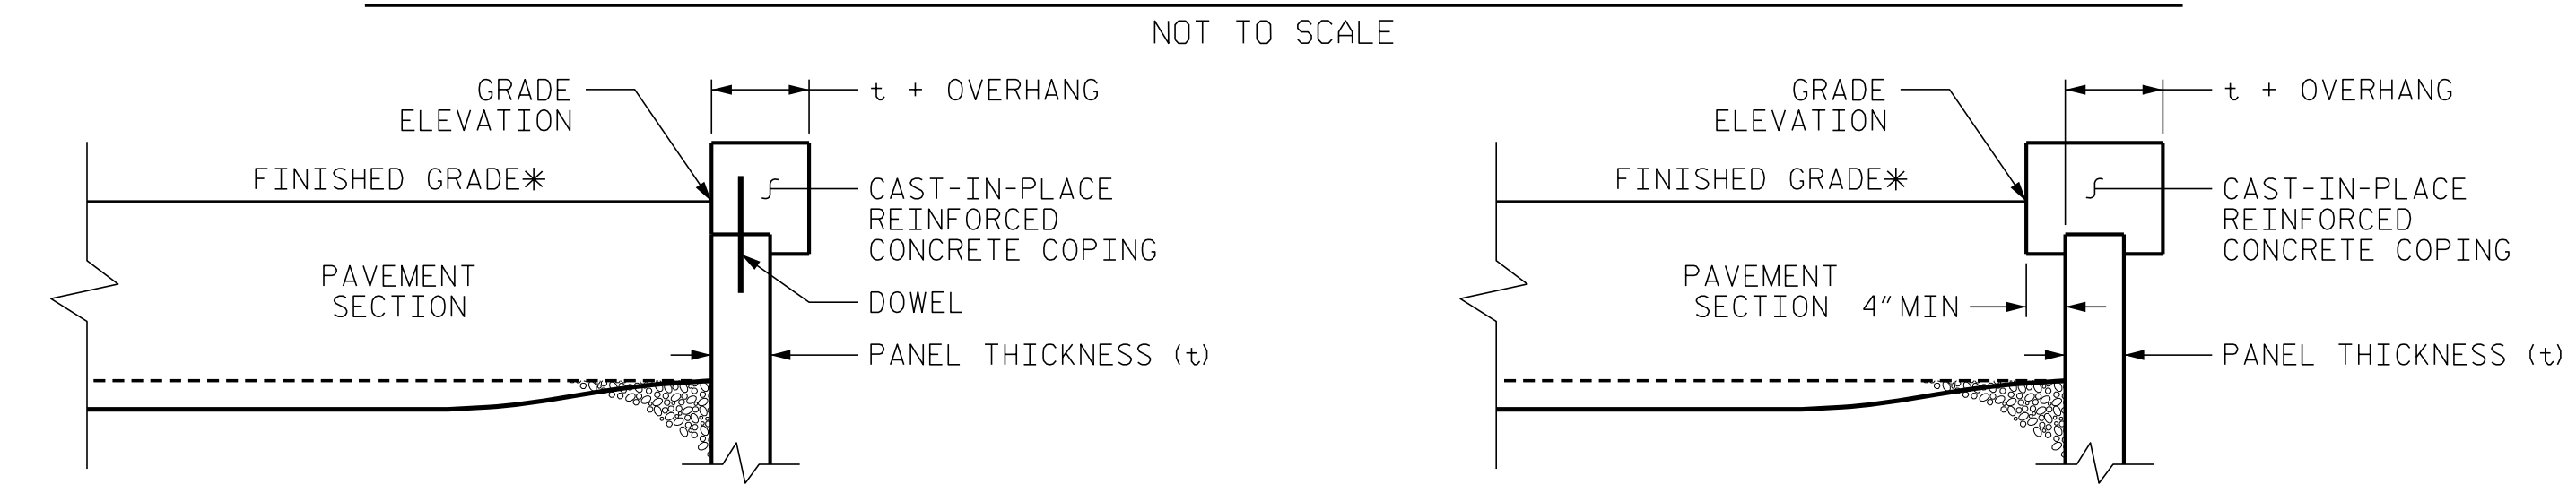 NOT TO SCALE
GRADE
ELEVATION
t + OVERHANG
FINISHED GRADE*
CAST-IN-PLACE
REINFORCED
CONCRETE COPING
PAVEMENT
SECTION
DOWEL
PANEL THICKNESS (t)
GRADE
ELEVATION
t + OVERHANG
FINISHED GRADE*
CAST-IN-PLACE
REINFORCED
CONCRETE COPING
PAVEMENT
SECTION
4"MIN
PANEL THICKNESS (t)